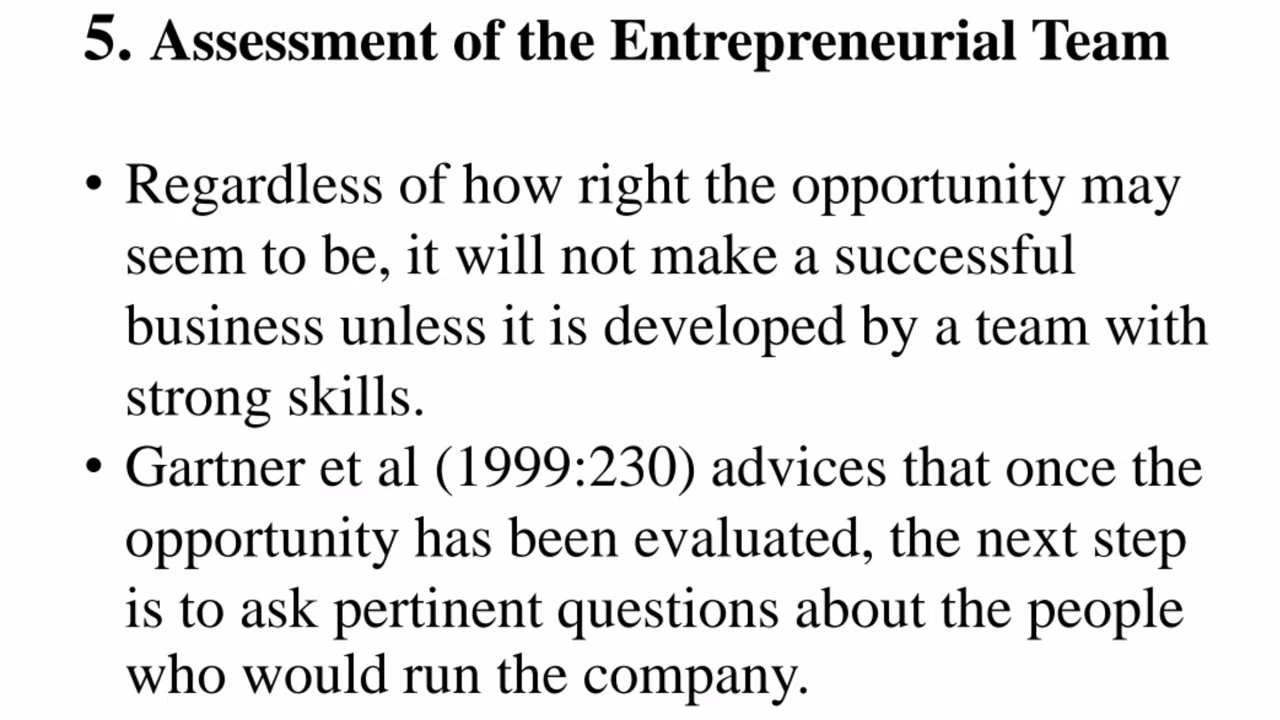 5. Assessment of the Entrepreneurial Team
• Regardless of how right the opportunity may
seem to be, it will not make a successful
business unless it is developed by a team with
strong skills.
• Gartner et al (1999:230) advices that once the
opportunity has been evaluated, the next step
is to ask pertinent questions about the people
who would run the company.